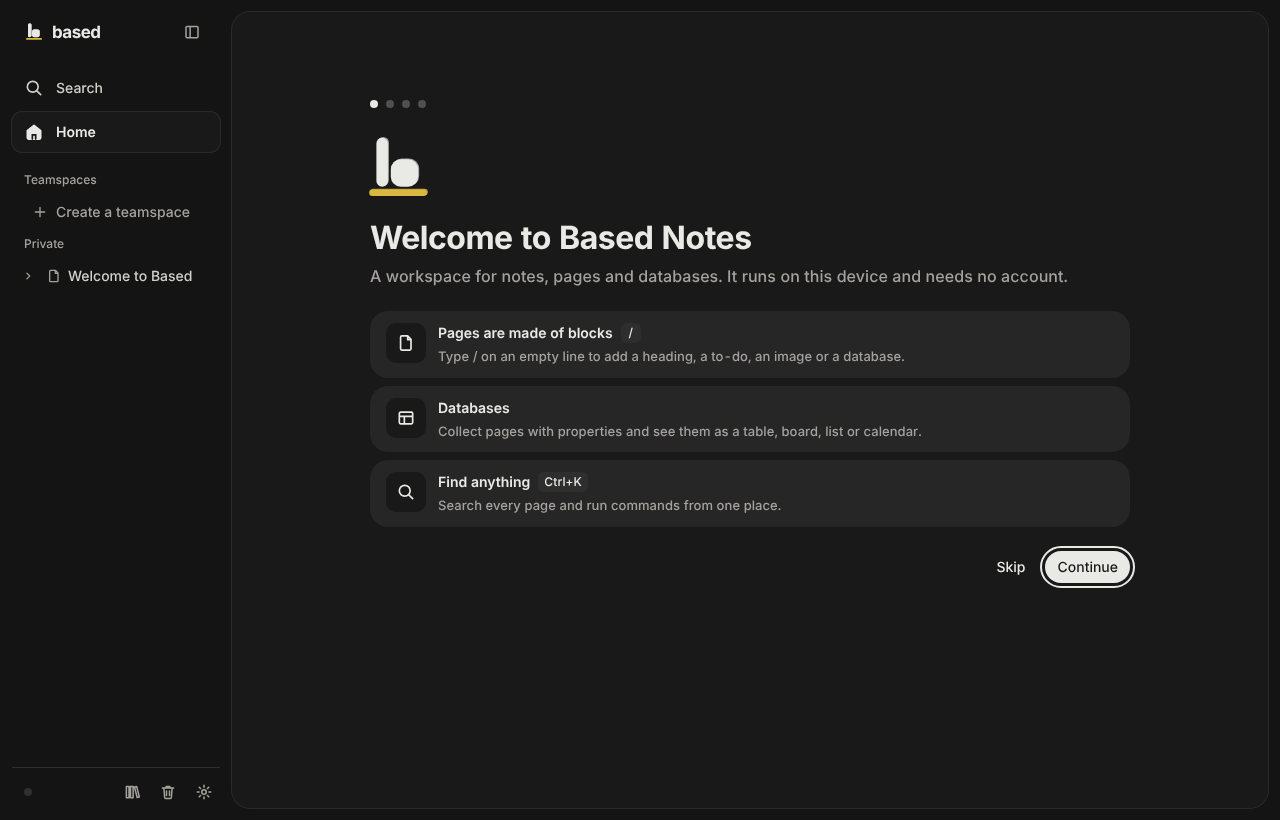 based
Search
Home
Teamspaces
Create a teamspace
Private
Welcome to Based
Welcome to Based Notes
A workspace for notes, pages and databases. It runs on this device and needs no account.
Pages are made of blocks /
Type / on an empty line to add a heading, a to-do, an image or a database.
Databases
Collect pages with properties and see them as a table, board, list or calendar.
Find anything Ctrl+K
Search every page and run commands from one place.
Skip Continue